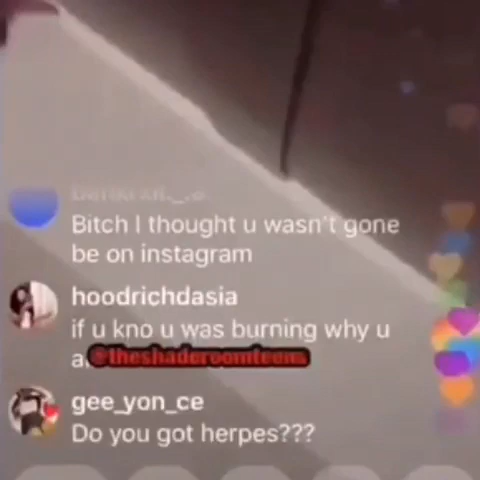 Bitch I thought u wasn't gone
be on instagram
hoodrichdasia
if u kno u was burning why u
a @theshaderoomteens
gee_yon_ce
Do you got herpes???